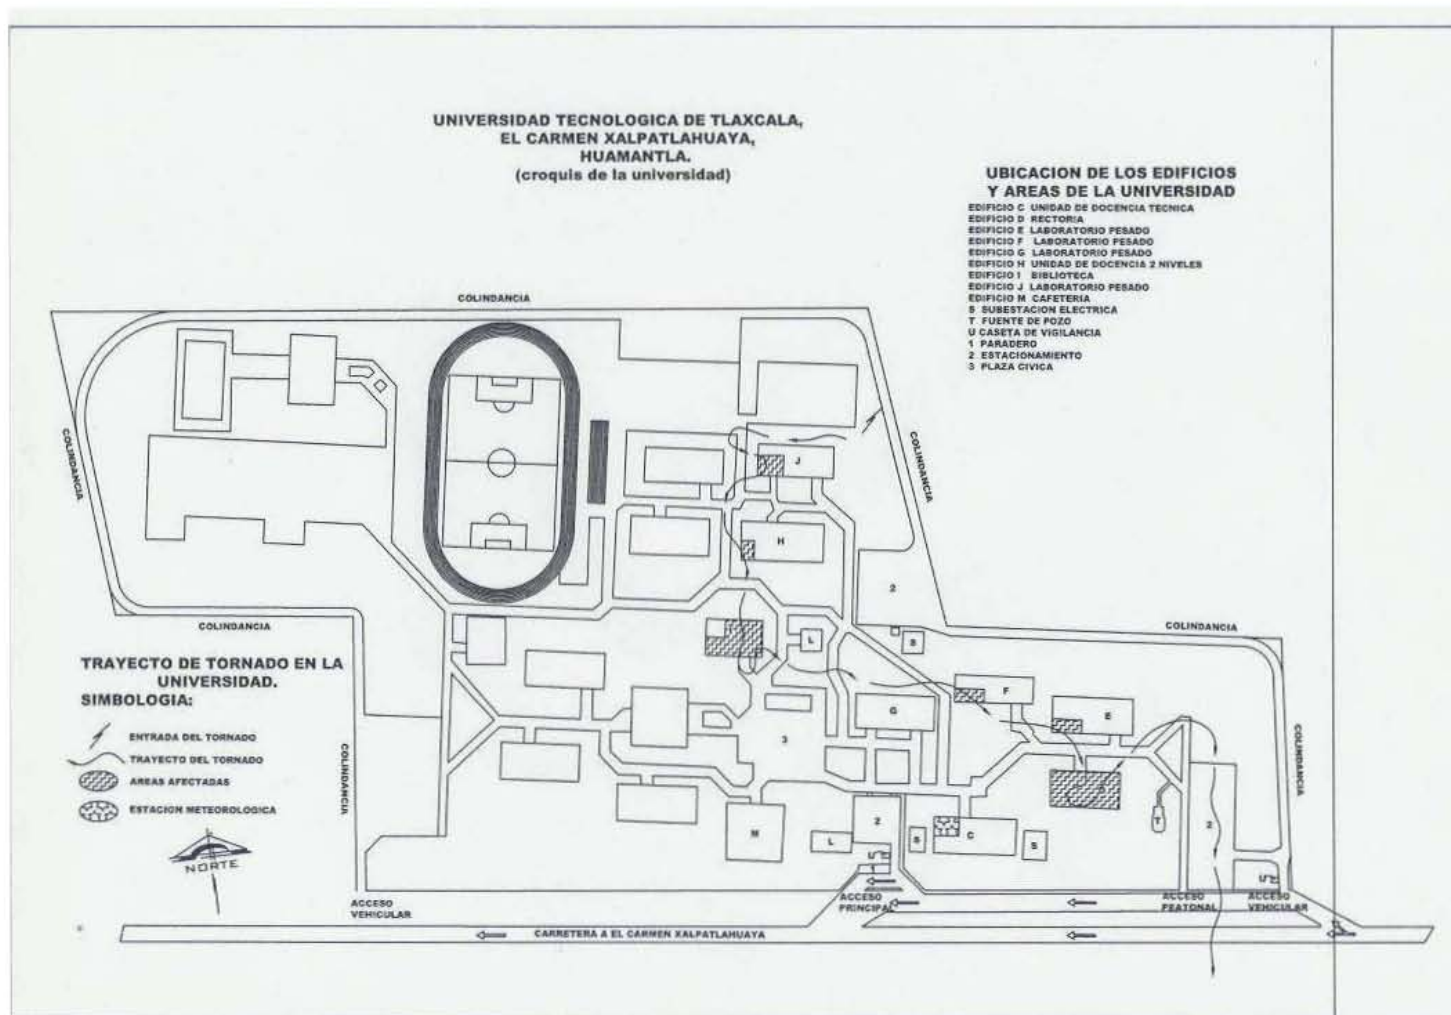 UNIVERSIDAD TECNOLOGICA DE TLAXCALA,
EL CARMEN XALPATLAHUAYA,
HUAMANTLA.
(croquis de la universidad)
UBICACION DE LOS EDIFICIOS
Y AREAS DE LA UNIVERSIDAD
EDIFICIO C UNIDAD DE DOCENCIA TECNICA
EDIFICIO D RECTORIA
EDIFICIO E LABORATORIO PESADO
EDIFICIO F LABORATORIO PESADO
EDIFICIO G LABORATORIO PESADO
EDIFICIO H UNIDAD DE DOCENCIA 2 NIVELES
EDIFICIO I BIBLIOTECA
EDIFICIO J LABORATORIO PESADO
EDIFICIO M CAFETERIA
S SUBESTACION ELECTRICA
T FUENTE DE POZO
U CASETA DE VIGILANCIA
1 PARADERO
2 ESTACIONAMIENTO
3 PLAZA CIVICA
COLINDANCIA
COLINDANCIA
COLINDANCIA
J
H
2
COLINDANCIA
COLINDANCIA
L
S
TRAYECTO DE TORNADO EN LA
UNIVERSIDAD.
SIMBOLOGIA:
ENTRADA DEL TORNADO
TRAYECTO DEL TORNADO
AREAS AFECTADAS
ESTACION METEOROLOGICA
NORTE
COLINDANCIA
COLINDANCIA
F
E
G
3
M
L
2
S
C
S
T
2
U
1
U
ACCESO
VEHICULAR
ACCESO
PRINCIPAL
ACCESO
PEATONAL
ACCESO
VEHICULAR
CARRETERA A EL CARMEN XALPATLAHUAYA